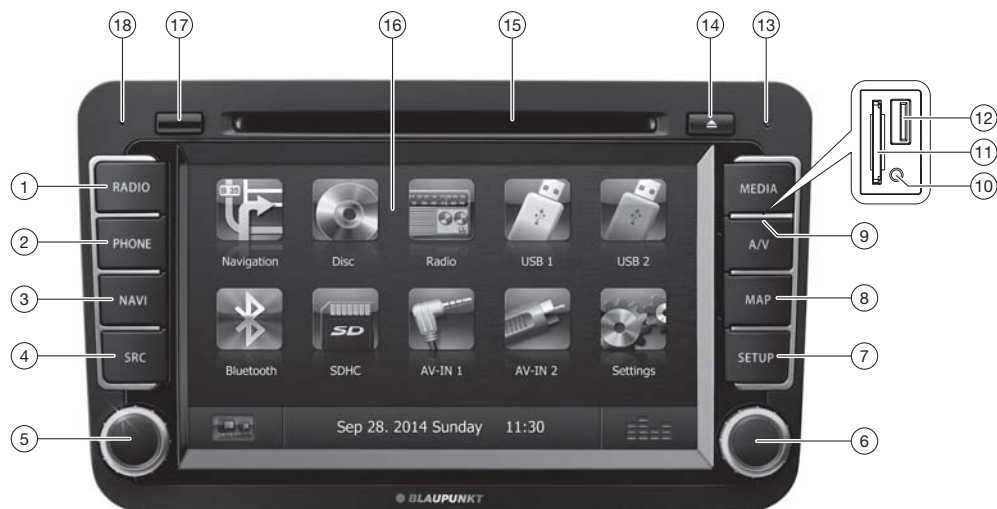 18 17 16 15 14 13
12
11
10
1 RADIO MEDIA
2 PHONE A/V 9
3 NAVI MAP 8
4 SRC SETUP 7
5 6
Navigation Disc Radio USB 1 USB 2
SD
Bluetooth SDHC AV-IN 1 AV-IN 2 Settings
Sep 28. 2014 Sunday 11:30
BLAUPUNKT